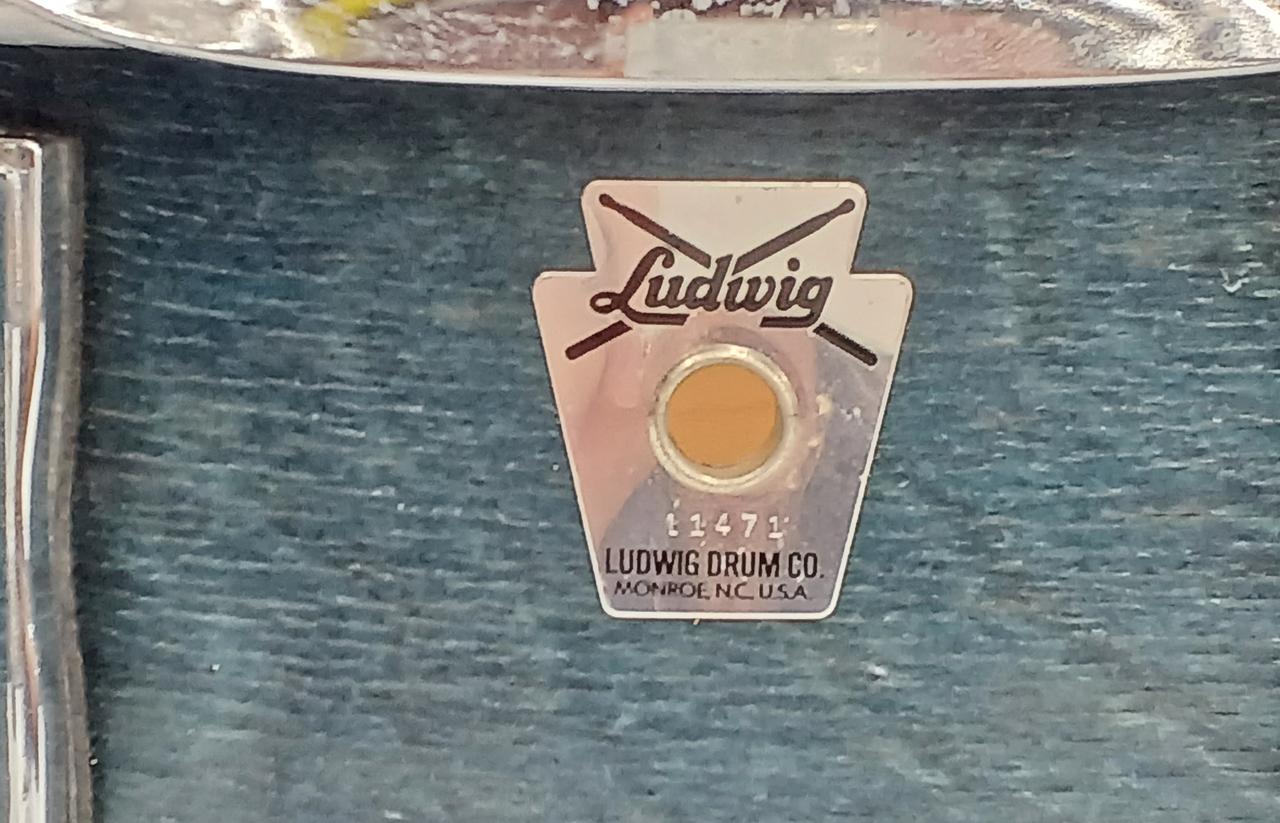 Ludwig
11471
LUDWIG DRUM CO.
MONROE, N.C. U.S.A.